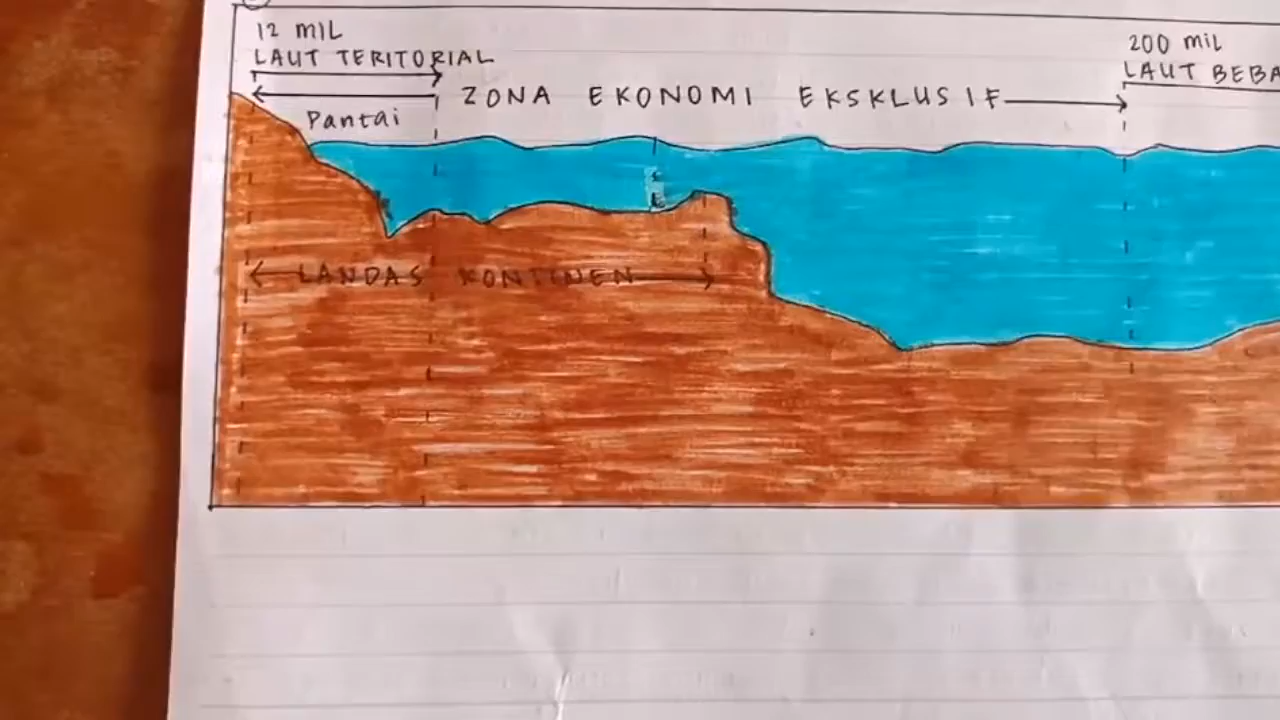 12 mIL
LAUT TERITORIAL
ZONA EKONOMI EKSKLUSIF
Pantai
200 mIL
LAUT BEBA
LANDAS KONTINEN